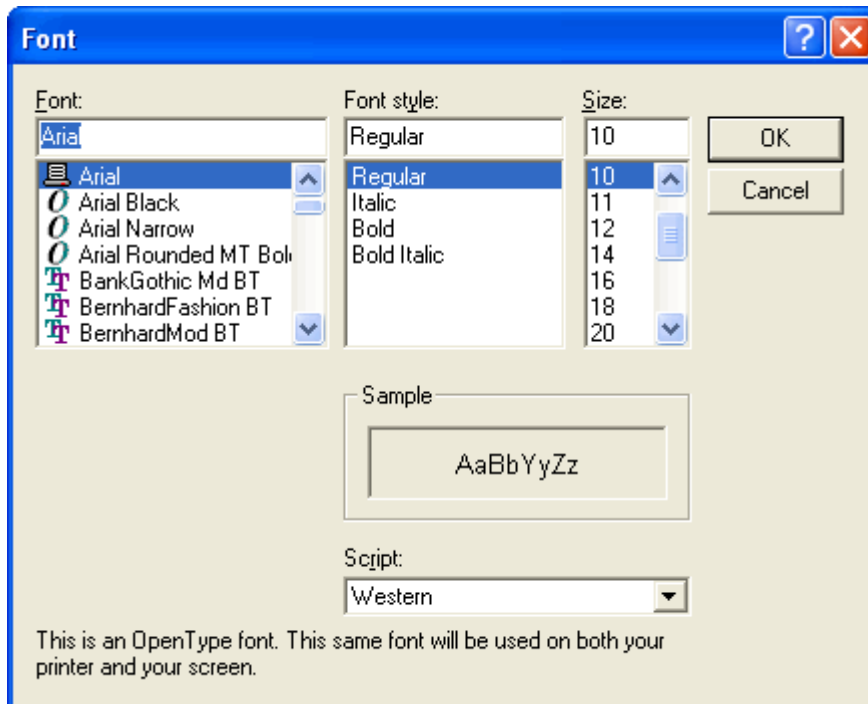 Font
Font:
Arial
Arial
Arial Black
Arial Narrow
Arial Rounded MT Bol
BankGothic Md BT
BernhardFashion BT
BernhardMod BT
Font style:
Regular
Regular
Italic
Bold
Bold Italic
Size:
10
10
11
12
14
16
18
20
OK
Cancel
Sample
AaBbYyZz
Script:
Western
This is an OpenType font. This same font will be used on both your
printer and your screen.